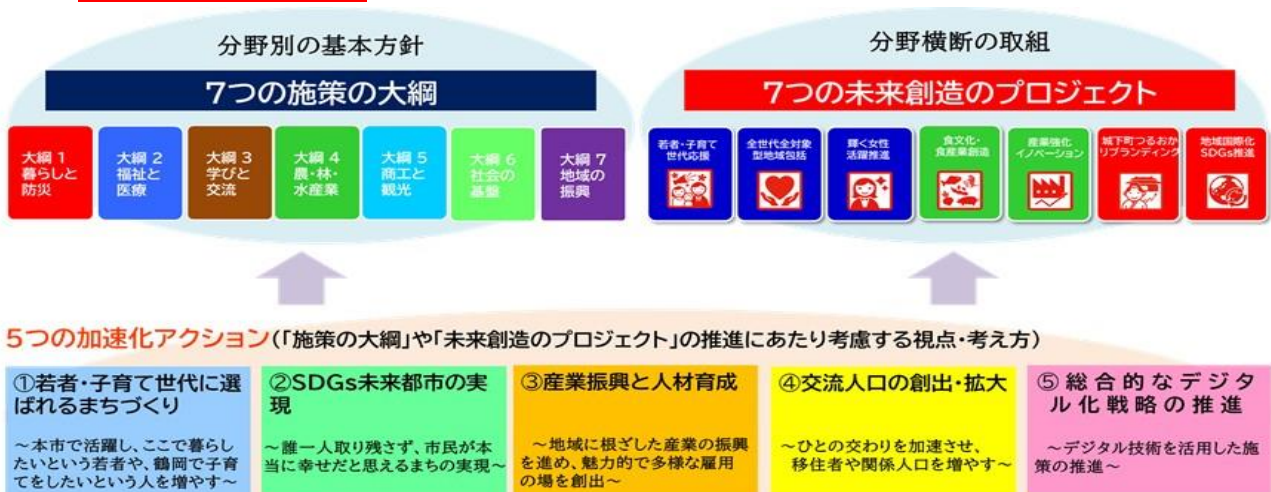 分野別の基本方針
7つの施策の大綱
大綱 1
暮らしと
防災
大綱 2
福祉と
医療
大綱 3
学びと
交流
大綱 4
農・林・
水産業
大綱 5
商工と
観光
大綱 6
社会の
基盤
大綱 7
地域の
振興
分野横断の取組
7つの未来創造のプロジェクト
若者・子育て
世代応援
全世代全対象
型地域包括
輝く女性
活躍推進
食文化・
食産業創造
産業強化
イノベーション
城下町つるおか
リブランディング
地域国際化
SDGs推進
5つの加速化アクション(「施策の大綱」や「未来創造のプロジェクト」の推進にあたり考慮する視点・考え方)
①若者・子育て世代に選
ばれるまちづくり
～本市で活躍し、ここで暮らし
たいという若者や、鶴岡で子育
てをしたいという人を増やす～
②SDGs未来都市の実
現
～誰一人取り残さず、市民が本
当に幸せだと思えるまちの実現～
③産業振興と人材育成
～地域に根ざした産業の振興
を進め、魅力的で多様な雇用
の場を創出～
④交流人口の創出・拡大
～ひとの交わりを加速させ、
移住者や関係人口を増やす～
⑤総合的なデジタ
ル化戦略の推進
～デジタル技術を活用した施
策の推進～